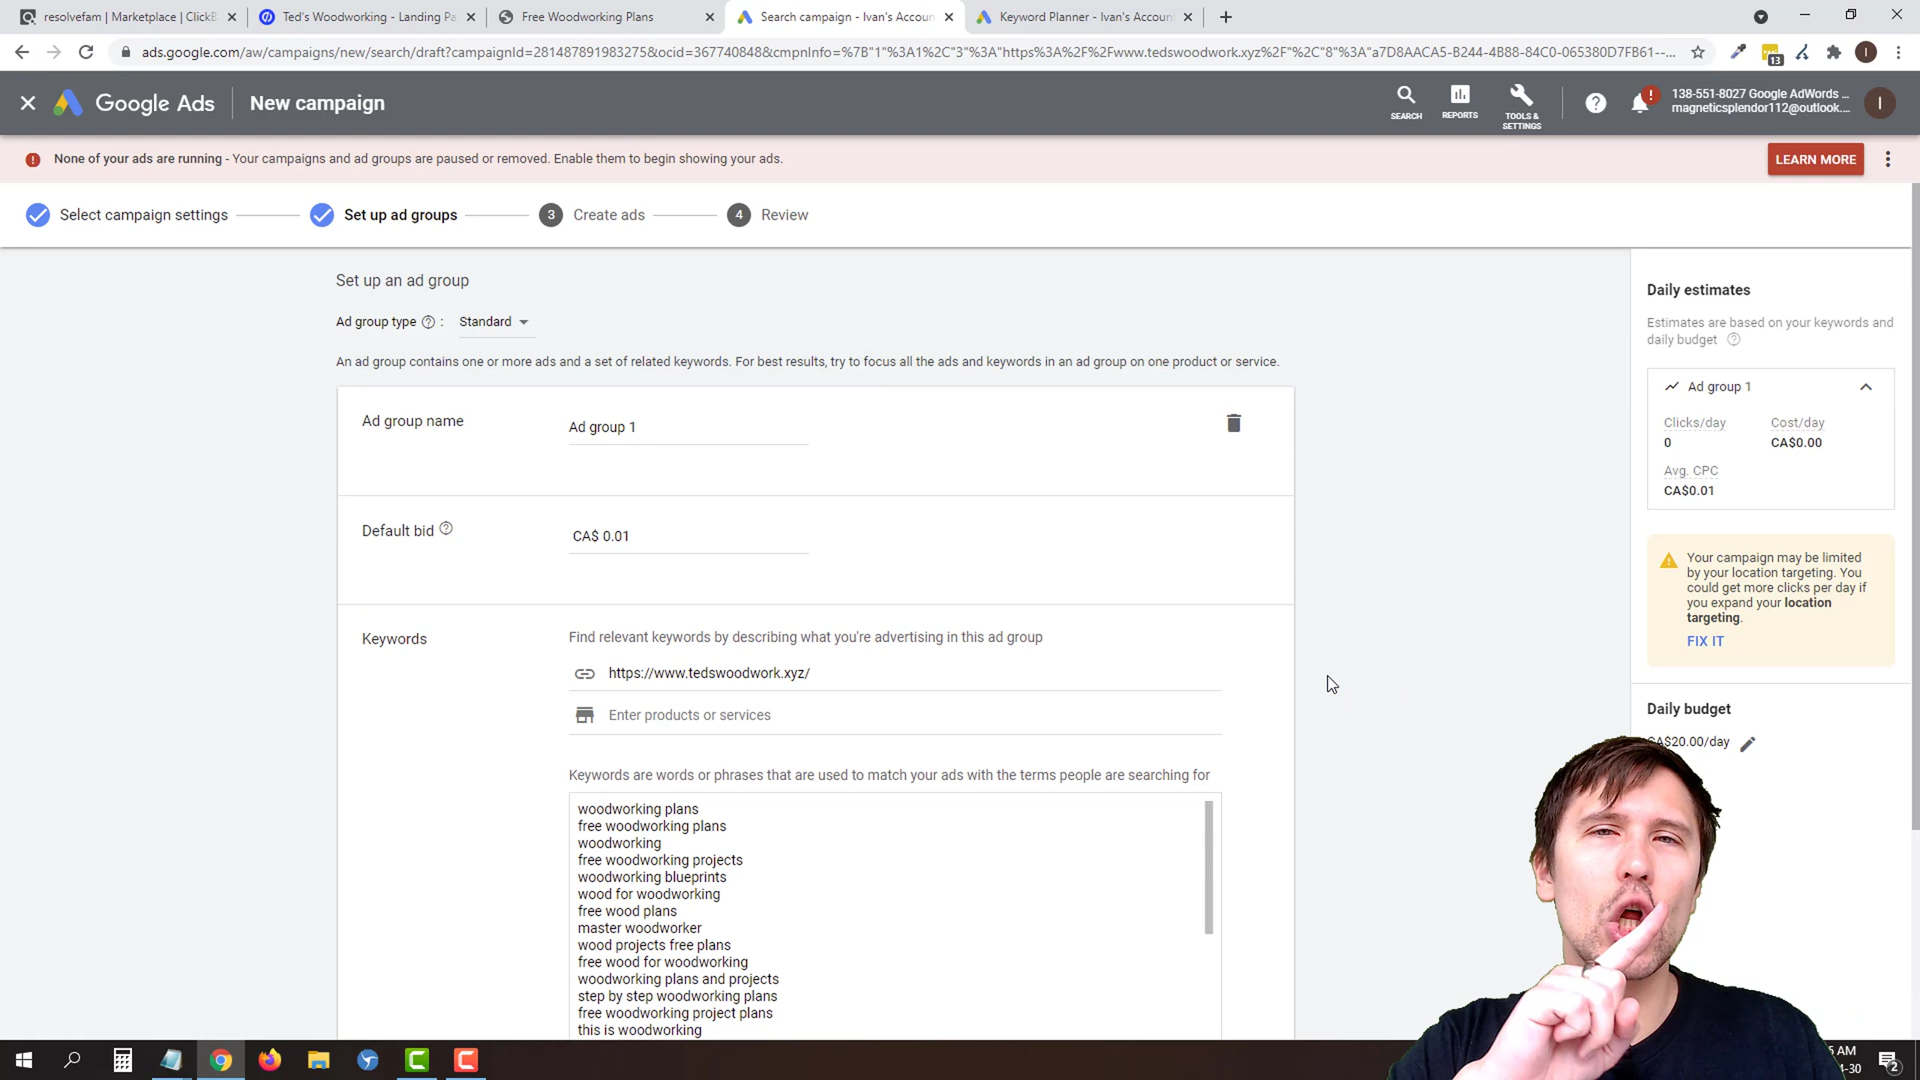 resolvefam | Marketplace | ClickB
Ted's Woodworking - Landing Pa
Free Woodworking Plans
Search campaign - Ivan's Accoun
Keyword Planner - Ivan's Accoun
ads.google.com/aw/campaigns/new/search/draft?campaignId=281487891983275&ocid=367740848&cmpnInfo=%7B"1"%3A1%2C"3"%3A"https%3A%2F%2Fwww.tedswoodwork.xyz%2F"%2C"8"%3A"a7D8AACA5-B244-4B88-84C0-065380D7FB61--...
13
I
Google Ads
New campaign
SEARCH
REPORTS
TOOLS & SETTINGS
138-551-8027 Google AdWords ...
magneticsplendor112@outlook....
I
None of your ads are running - Your campaigns and ad groups are paused or removed. Enable them to begin showing your ads.
LEARN MORE
Select campaign settings
Set up ad groups
3 Create ads
4 Review
Set up an ad group
Ad group type : Standard
An ad group contains one or more ads and a set of related keywords. For best results, try to focus all the ads and keywords in an ad group on one product or service.
Ad group name
Ad group 1
Default bid
CA$ 0.01
Keywords
Find relevant keywords by describing what you're advertising in this ad group
https://www.tedswoodwork.xyz/
Enter products or services
Keywords are words or phrases that are used to match your ads with the terms people are searching for
woodworking plans
free woodworking plans
woodworking
free woodworking projects
woodworking blueprints
wood for woodworking
free wood plans
master woodworker
wood projects free plans
free wood for woodworking
woodworking plans and projects
step by step woodworking plans
free woodworking project plans
this is woodworking
Daily estimates
Estimates are based on your keywords and
daily budget
Ad group 1
Clicks/day
Cost/day
0
CA$0.00
Avg. CPC
CA$0.01
Your campaign may be limited
by your location targeting. You
could get more clicks per day if
you expand your location
targeting.
FIX IT
Daily budget
CA$20.00/day
AM
-30
2